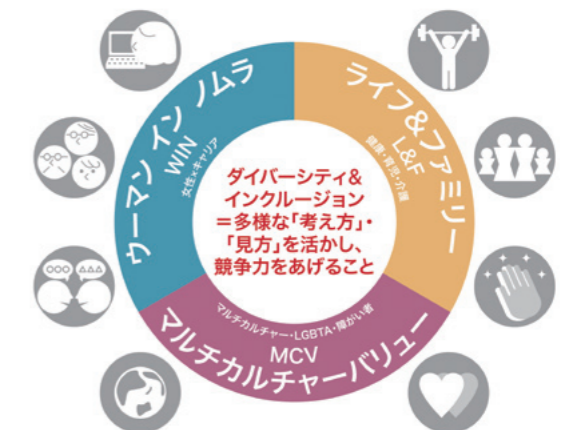 ウーマン イン ノムラ
WIN
女性×キャリア
ライフ&ファミリー
L&F
健康・育児・介護
ダイバーシティ&
インクルージョン
＝多様な「考え方」・
「見方」を活かし、
競争力をあげること
マルチカルチャー・LGBTA・障がい者
MCV
マルチカルチャーバリュー
○○○
△△△